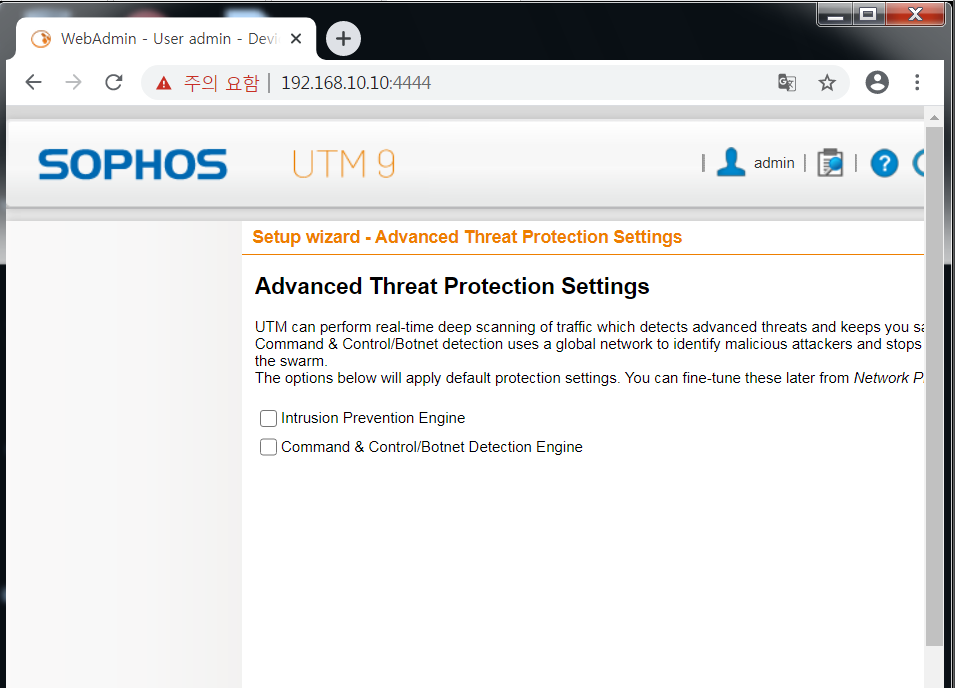 WebAdmin - User admin - Devi
주의 요함 192.168.10.10:4444
SOPHOS UTM 9 | admin | | ?
Setup wizard - Advanced Threat Protection Settings
Advanced Threat Protection Settings
UTM can perform real-time deep scanning of traffic which detects advanced threats and keeps you sa
Command & Control/Botnet detection uses a global network to identify malicious attackers and stops
the swarm.
The options below will apply default protection settings. You can fine-tune these later from Network P
Intrusion Prevention Engine
Command & Control/Botnet Detection Engine